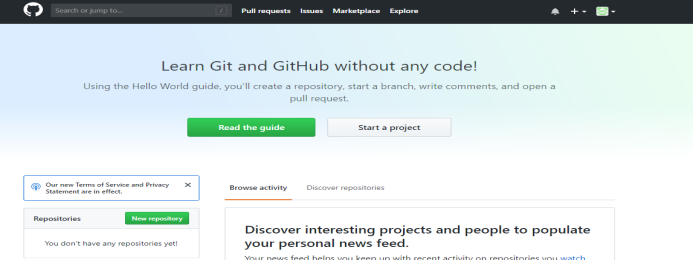 Search or jump to... /
Pull requests Issues Marketplace Explore
Learn Git and GitHub without any code!
Using the Hello World guide, you'll create a repository, start a branch, write comments, and open a
pull request.
Read the guide
Start a project
Our new Terms of Service and Privacy
Statement are in effect.
Repositories
New repository
You don't have any repositories yet!
Browse activity
Discover repositories
Discover interesting projects and people to populate
your personal news feed.
Your news feed helps you keep up with recent activity on repositories you watch